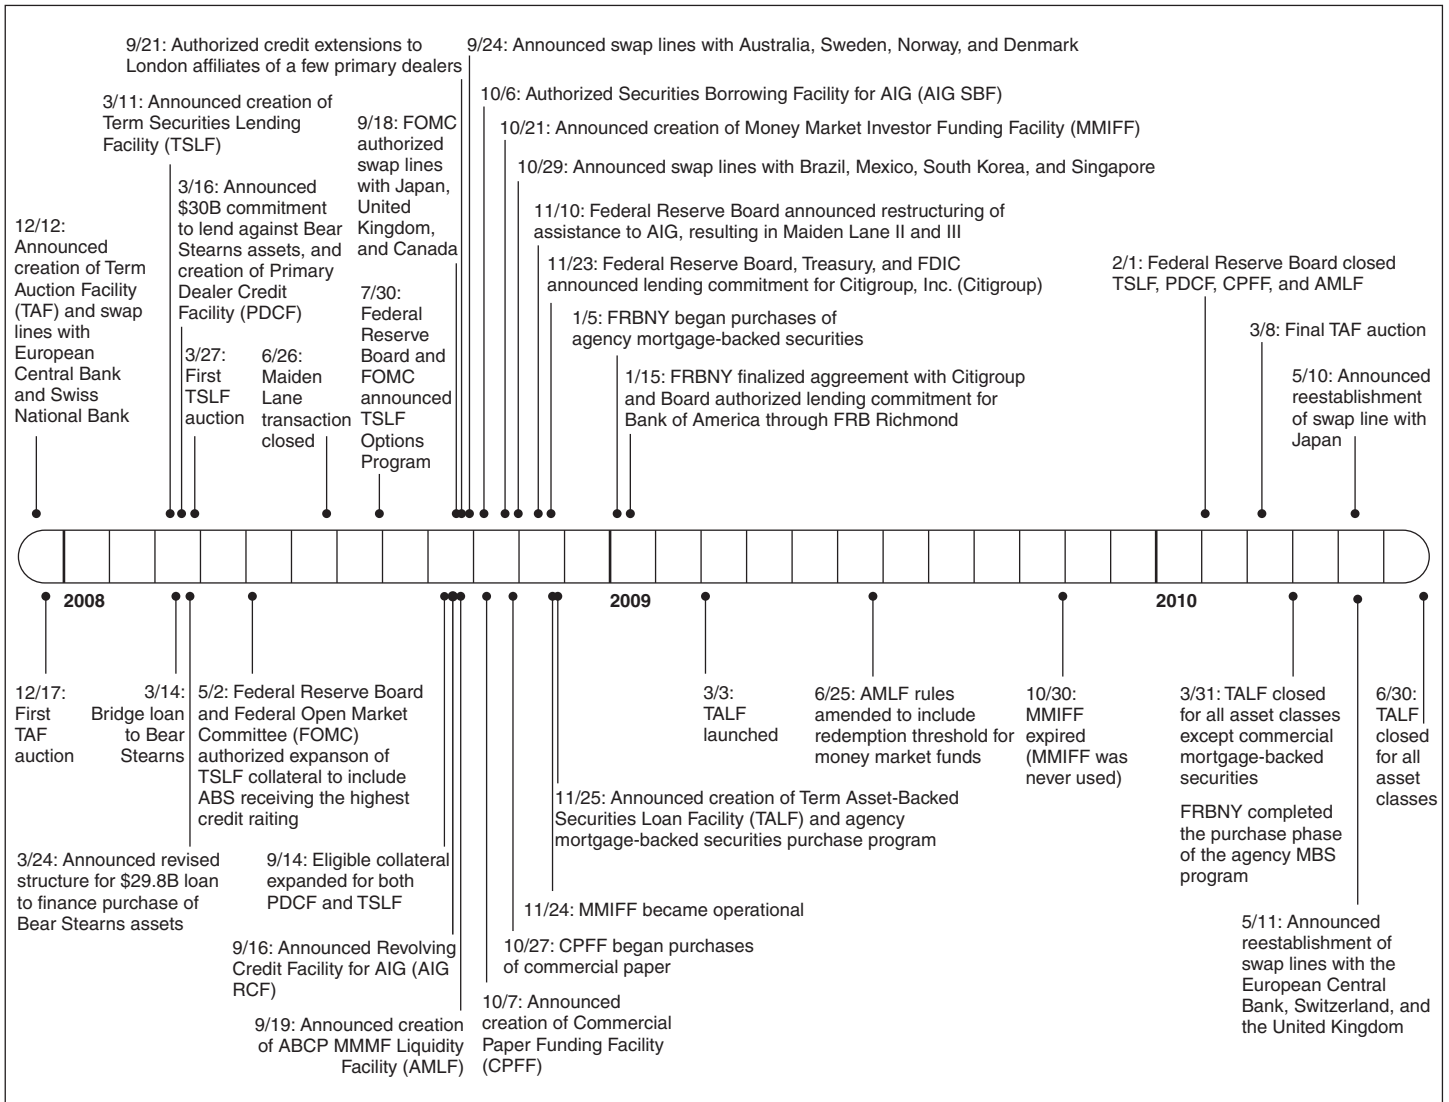 9/21: Authorized credit extensions to
London affiliates of a few primary dealers
9/24: Announced swap lines with Australia, Sweden, Norway, and Denmark
3/11: Announced creation of
Term Securities Lending
Facility (TSLF)
10/6: Authorized Securities Borrowing Facility for AIG (AIG SBF)
9/18: FOMC
authorized
swap lines
with Japan,
United
Kingdom,
and Canada
10/21: Announced creation of Money Market Investor Funding Facility (MMIFF)
10/29: Announced swap lines with Brazil, Mexico, South Korea, and Singapore
3/16: Announced
$30B commitment
to lend against Bear
Stearns assets, and
creation of Primary
Dealer Credit
Facility (PDCF)
11/10: Federal Reserve Board announced restructuring of
assistance to AIG, resulting in Maiden Lane II and III
12/12:
Announced
creation of Term
Auction Facility
(TAF) and swap
lines with
European
Central Bank
and Swiss
National Bank
11/23: Federal Reserve Board, Treasury, and FDIC
announced lending commitment for Citigroup, Inc. (Citigroup)
2/1: Federal Reserve Board closed
TSLF, PDCF, CPFF, and AMLF
7/30:
Federal
Reserve
Board and
FOMC
announced
TSLF
Options
Program
1/5: FRBNY began purchases of
agency mortgage-backed securities
3/8: Final TAF auction
3/27:
First
TSLF
auction
6/26:
Maiden
Lane
transaction
closed
1/15: FRBNY finalized aggreement with Citigroup
and Board authorized lending commitment for
Bank of America through FRB Richmond
5/10: Announced
reestablishment
of swap line with
Japan
2008
2009
2010
12/17:
First
TAF
auction
3/14:
Bridge loan
to Bear
Stearns
5/2: Federal Reserve Board
and Federal Open Market
Committee (FOMC)
authorized expansion of
TSLF collateral to include
ABS receiving the highest
credit raiting
3/3:
TALF
launched
6/25: AMLF rules
amended to include
redemption threshold for
money market funds
10/30:
MMIFF
expired
(MMIFF was
never used)
3/31: TALF closed
for all asset classes
except commercial
mortgage-backed
securities
FRBNY completed
the purchase phase
of the agency MBS
program
6/30:
TALF
closed
for all
asset
classes
11/25: Announced creation of Term Asset-Backed
Securities Loan Facility (TALF) and agency
mortgage-backed securities purchase program
3/24: Announced revised
structure for $29.8B loan
to finance purchase of
Bear Stearns assets
9/14: Eligible collateral
expanded for both
PDCF and TSLF
11/24: MMIFF became operational
5/11: Announced
reestablishment of
swap lines with the
European Central
Bank, Switzerland, and
the United Kingdom
9/16: Announced Revolving
Credit Facility for AIG (AIG
RCF)
10/27: CPFF began purchases
of commercial paper
10/7: Announced
creation of Commercial
Paper Funding Facility
(CPFF)
9/19: Announced creation
of ABCP MMMF Liquidity
Facility (AMLF)